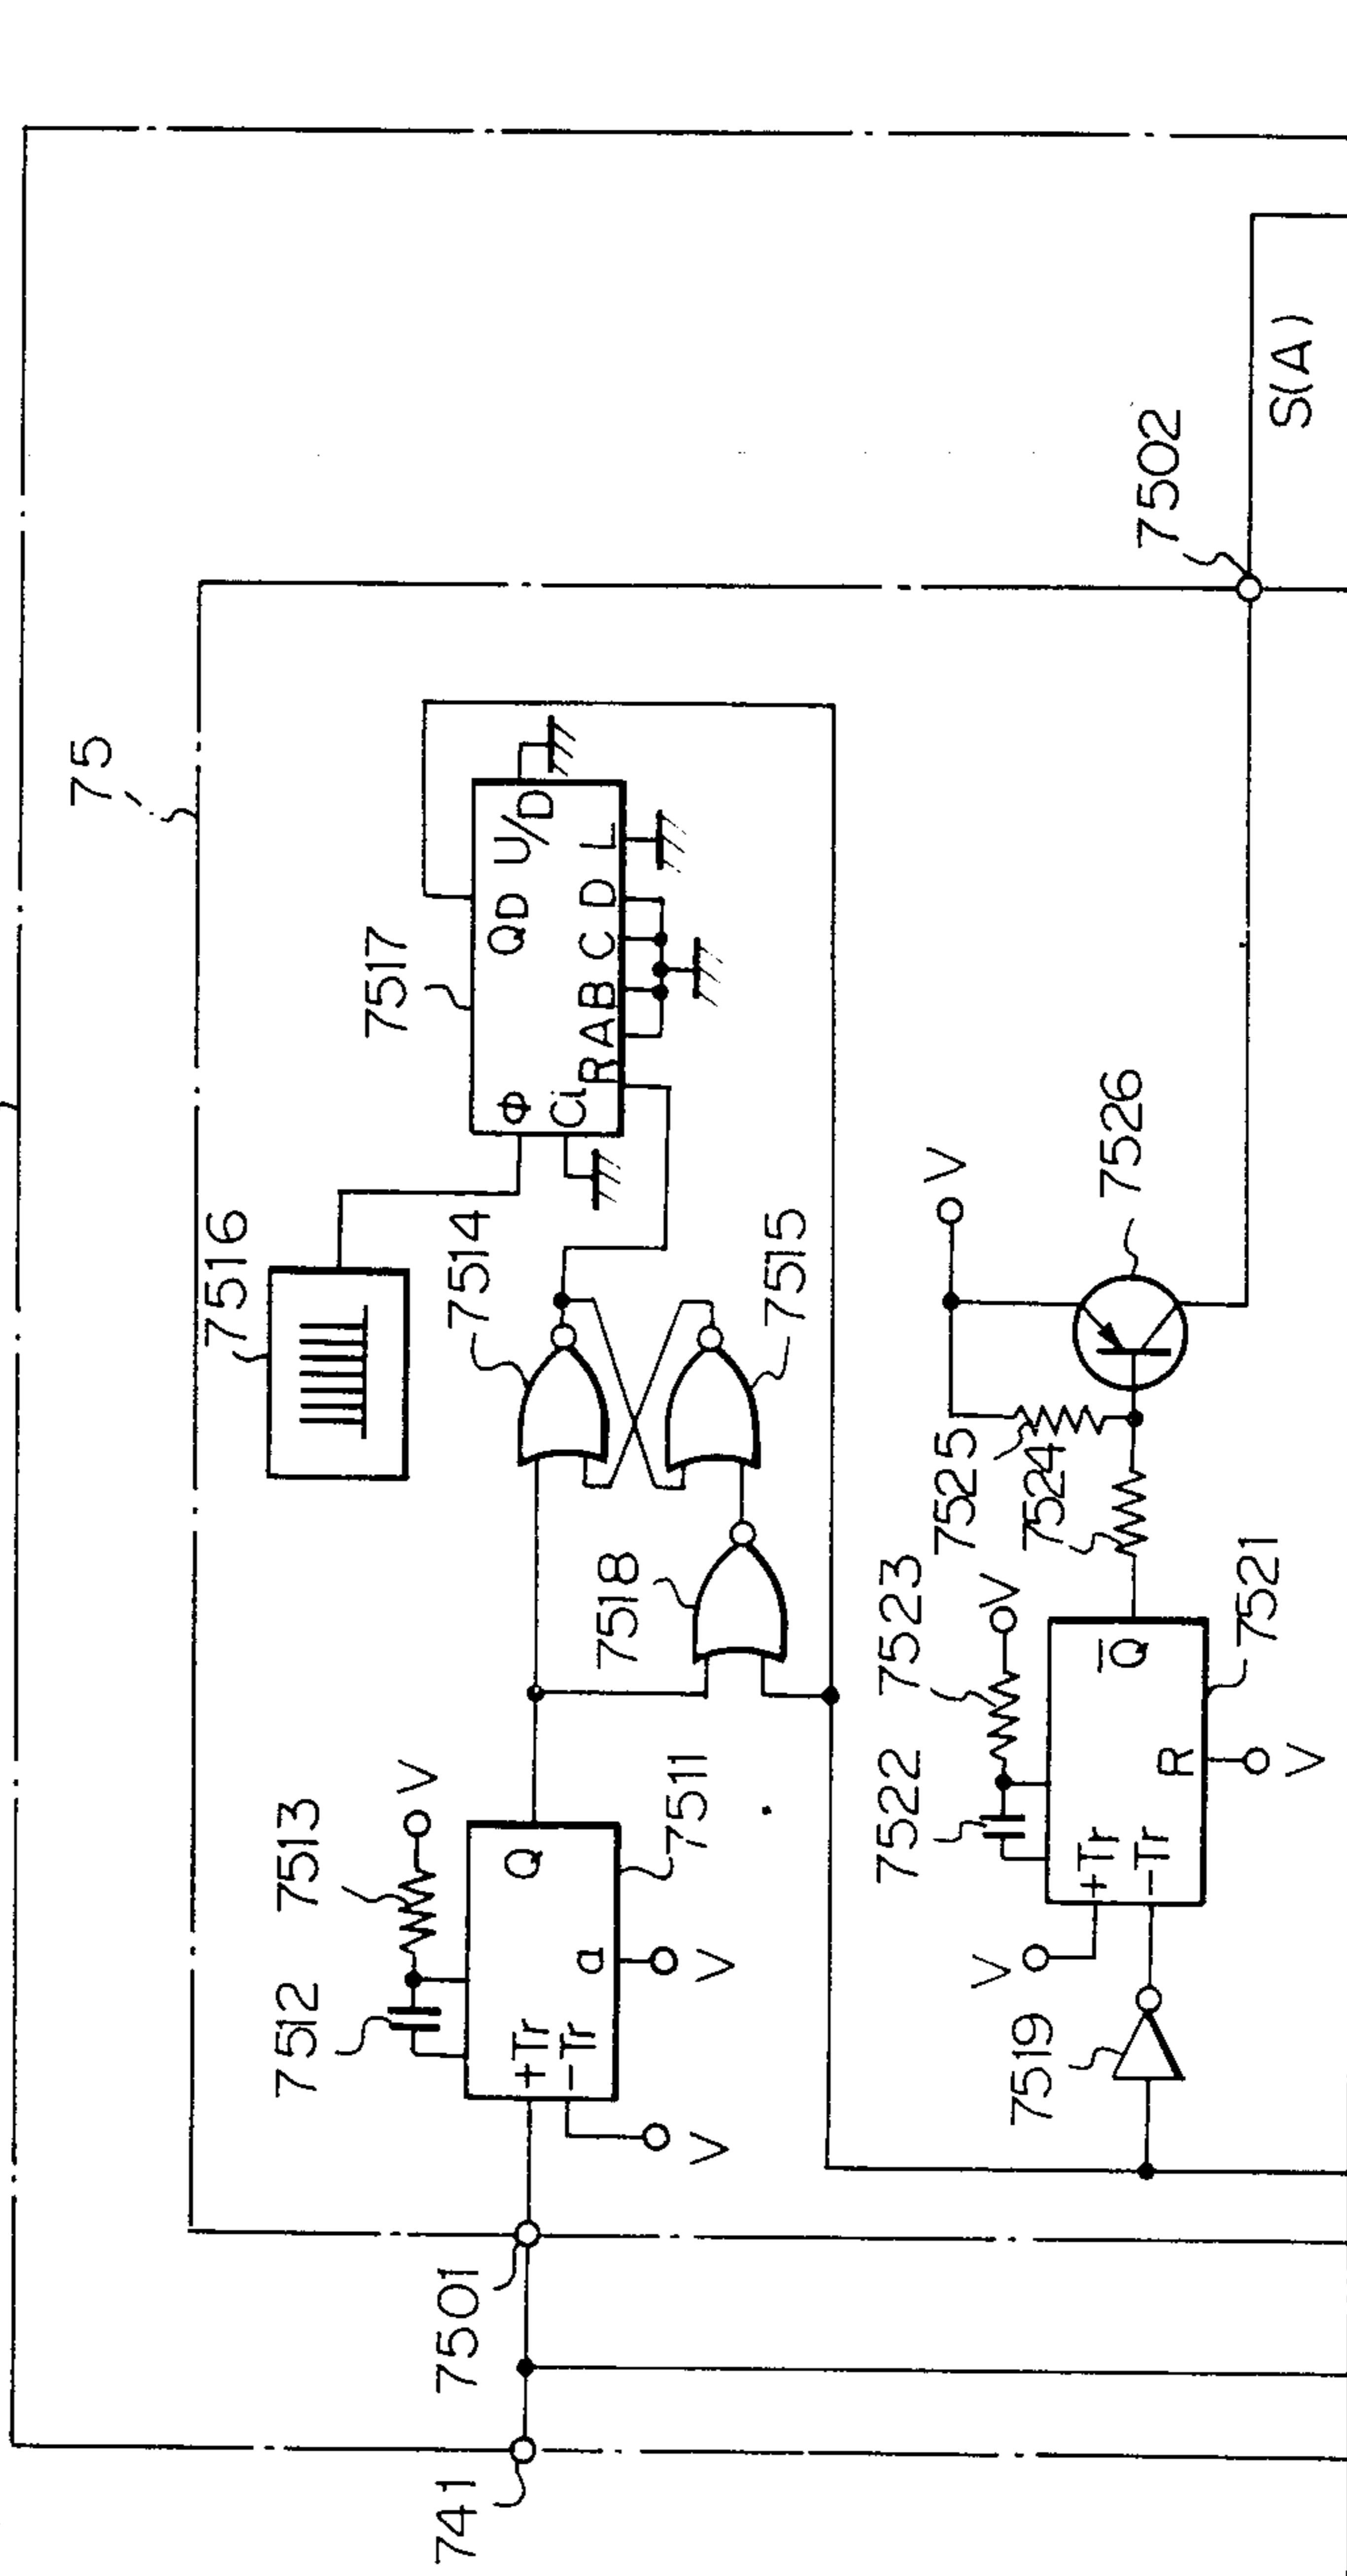 75
7516
7517
Φ
QD
U/D
Ci
R A B C D L
7514
7515
7518
7512
7513
V
Q
+Tr
-Tr
a
V
V
7511
741
7501
7502
S(A)
7522
7523
V
7525
7524
V
7526
V
+Tr
-Tr
Q̅
R
V
7521
7519